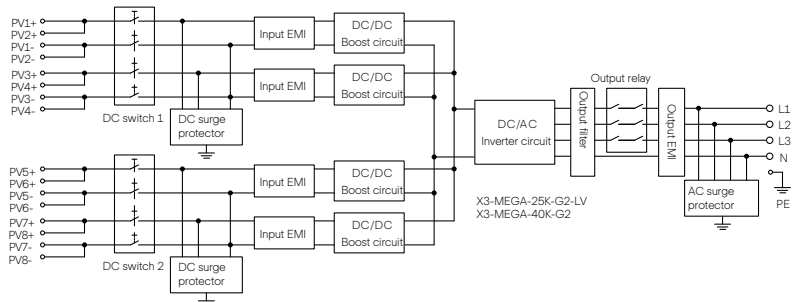 PV1+
PV2+
PV1-
PV2-
PV3+
PV4+
PV3-
PV4-
DC switch 1
DC surge
protector
Input EMI
Input EMI
DC/DC
Boost circuit
DC/DC
Boost circuit
PV5+
PV6+
PV5-
PV6-
PV7+
PV8+
PV7-
PV8-
DC switch 2
DC surge
protector
Input EMI
Input EMI
DC/DC
Boost circuit
DC/DC
Boost circuit
DC/AC
Inverter circuit
Output filter
Output relay
Output EMI
L1
L2
L3
N
PE
AC surge
protector
X3-MEGA-25K-G2-LV
X3-MEGA-40K-G2